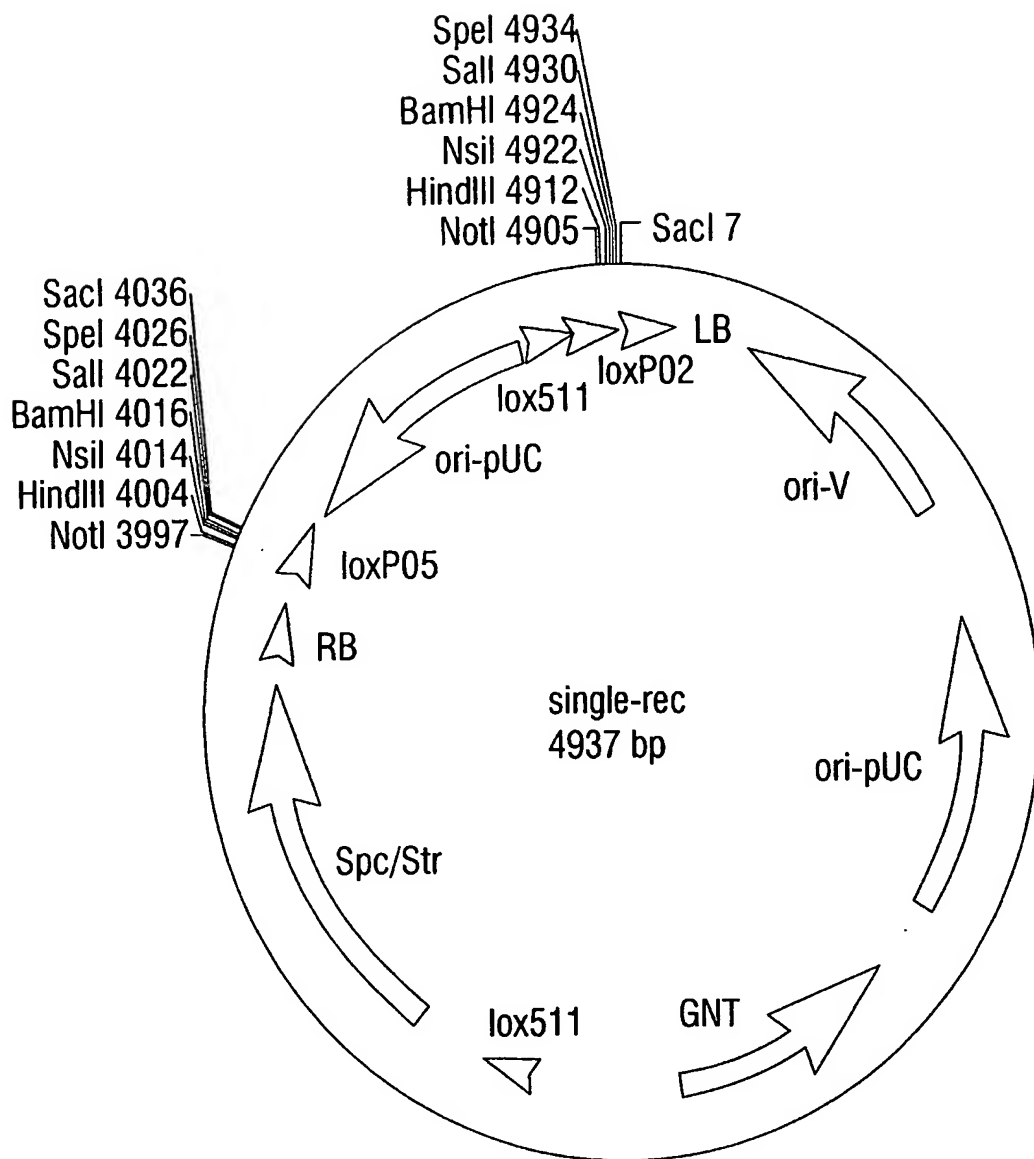 SpeI 4934
SalI 4930
BamHI 4924
NsiI 4922
HindIII 4912
NotI 4905
SacI 7
SacI 4036
SpeI 4026
SalI 4022
BamHI 4016
NsiI 4014
HindIII 4004
NotI 3997
LB
loxP02
lox511
ori-pUC
ori-V
loxP05
RB
single-rec
4937 bp
ori-pUC
Spc/Str
lox511
GNT